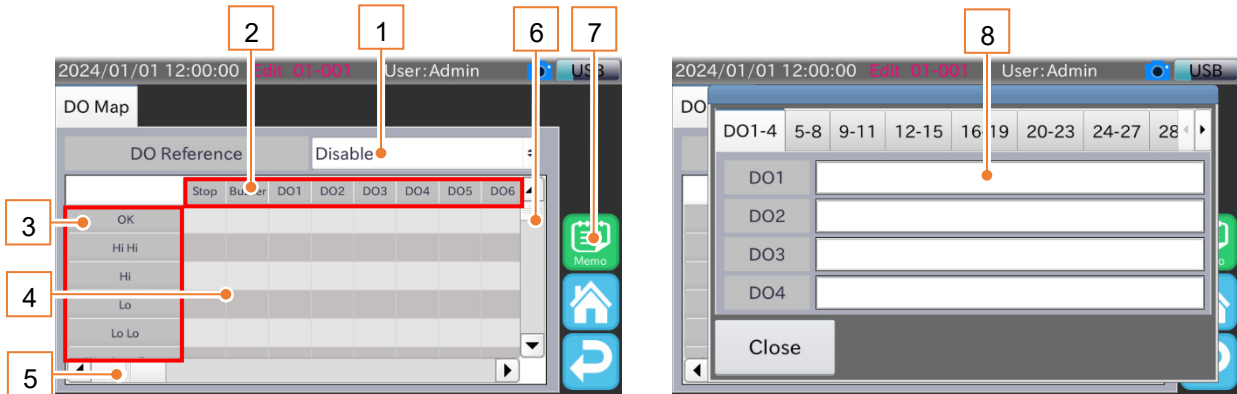 2 1 6 7
2024/01/01 12:00:00 Edit 01-001 User:Admin USB
DO Map
DO Reference Disable
Stop Buzzer DO1 DO2 DO3 DO4 DO5 DO6
3 OK
Hi Hi
Hi
4 Lo
Lo Lo
5
Memo
8
2024/01/01 12:00:00 Edit 01-001 User:Admin USB
DO
DO1-4 5-8 9-11 12-15 16-19 20-23 24-27 28
DO1
DO2
DO3
DO4
Close